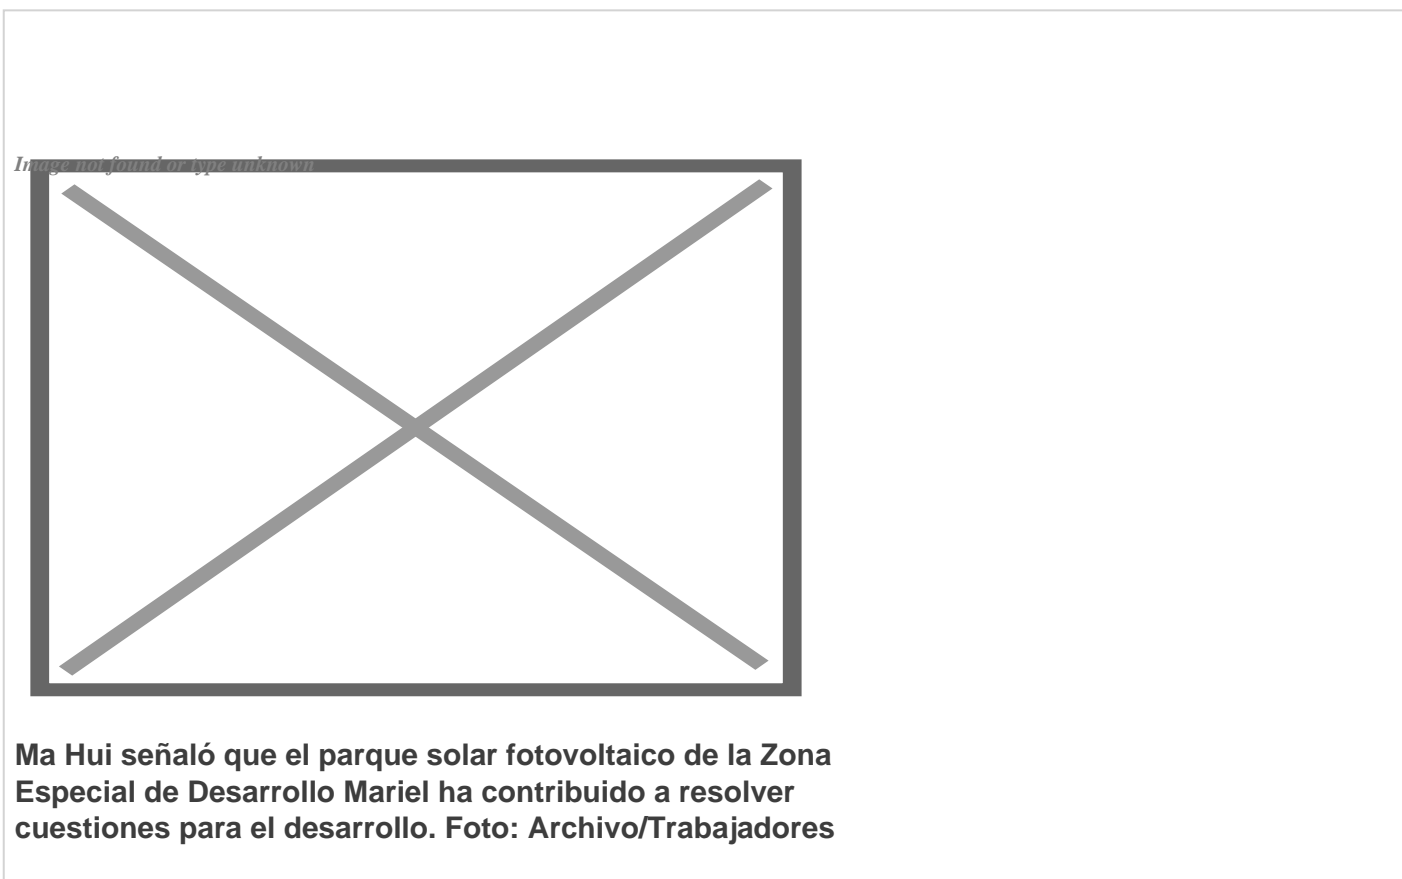 Image not found or type unknown
Ma Hui señaló que el parque solar fotovoltaico de la Zona
Especial de Desarrollo Mariel ha contribuido a resolver
cuestiones para el desarrollo. Foto: Archivo/Trabajadores